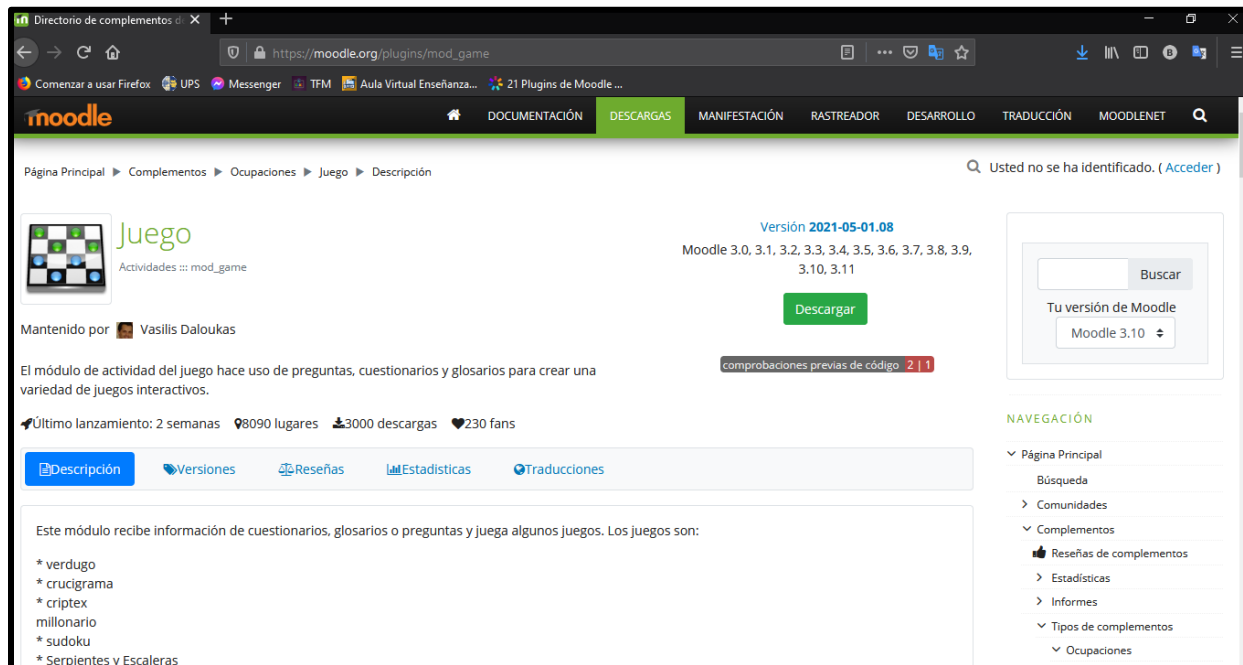 Directorio de complementos d
https://moodle.org/plugins/mod_game
Comenzar a usar Firefox UPS Messenger TFM Aula Virtual Enseñanza... 21 Plugins de Moodle ...
moodle DOCUMENTACIÓN DESCARGAS MANIFESTACIÓN RASTREADOR DESARROLLO TRADUCCIÓN MOODLENET
Página Principal Complementos Ocupaciones Juego Descripción
Usted no se ha identificado. ( Acceder )
Juego
Actividades ::: mod_game
Mantenido por Vasilis Daloukas
El módulo de actividad del juego hace uso de preguntas, cuestionarios y glosarios para crear una
variedad de juegos interactivos.
Último lanzamiento: 2 semanas 8090 lugares 3000 descargas 230 fans
Versión 2021-05-01.08
Moodle 3.0, 3.1, 3.2, 3.3, 3.4, 3.5, 3.6, 3.7, 3.8, 3.9,
3.10, 3.11
Descargar
comprobaciones previas de código 2 | 1
Descripción Versiones Reseñas Estadisticas Traducciones
Este módulo recibe información de cuestionarios, glosarios o preguntas y juega algunos juegos. Los juegos son:
* verdugo
* crucigrama
* criptex
millonario
* sudoku
* Serpientes y Escaleras
Buscar
Tu versión de Moodle
Moodle 3.10
NAVEGACIÓN
Página Principal
Búsqueda
Comunidades
Complementos
Reseñas de complementos
Estadísticas
Informes
Tipos de complementos
Ocupaciones